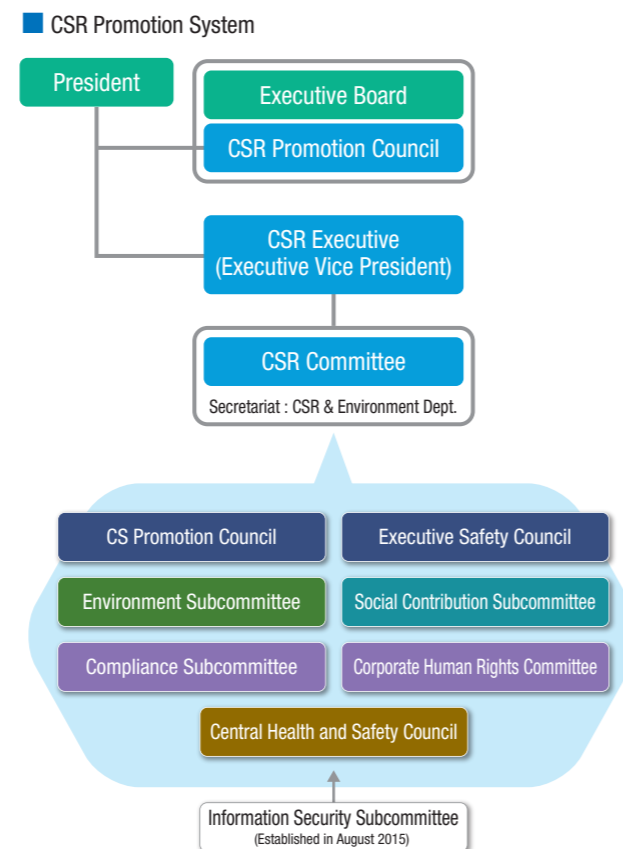 CSR Promotion System
President
Executive Board
CSR Promotion Council
CSR Executive
(Executive Vice President)
CSR Committee
Secretariat : CSR & Environment Dept.
CS Promotion Council
Executive Safety Council
Environment Subcommittee
Social Contribution Subcommittee
Compliance Subcommittee
Corporate Human Rights Committee
Central Health and Safety Council
Information Security Subcommittee
(Established in August 2015)